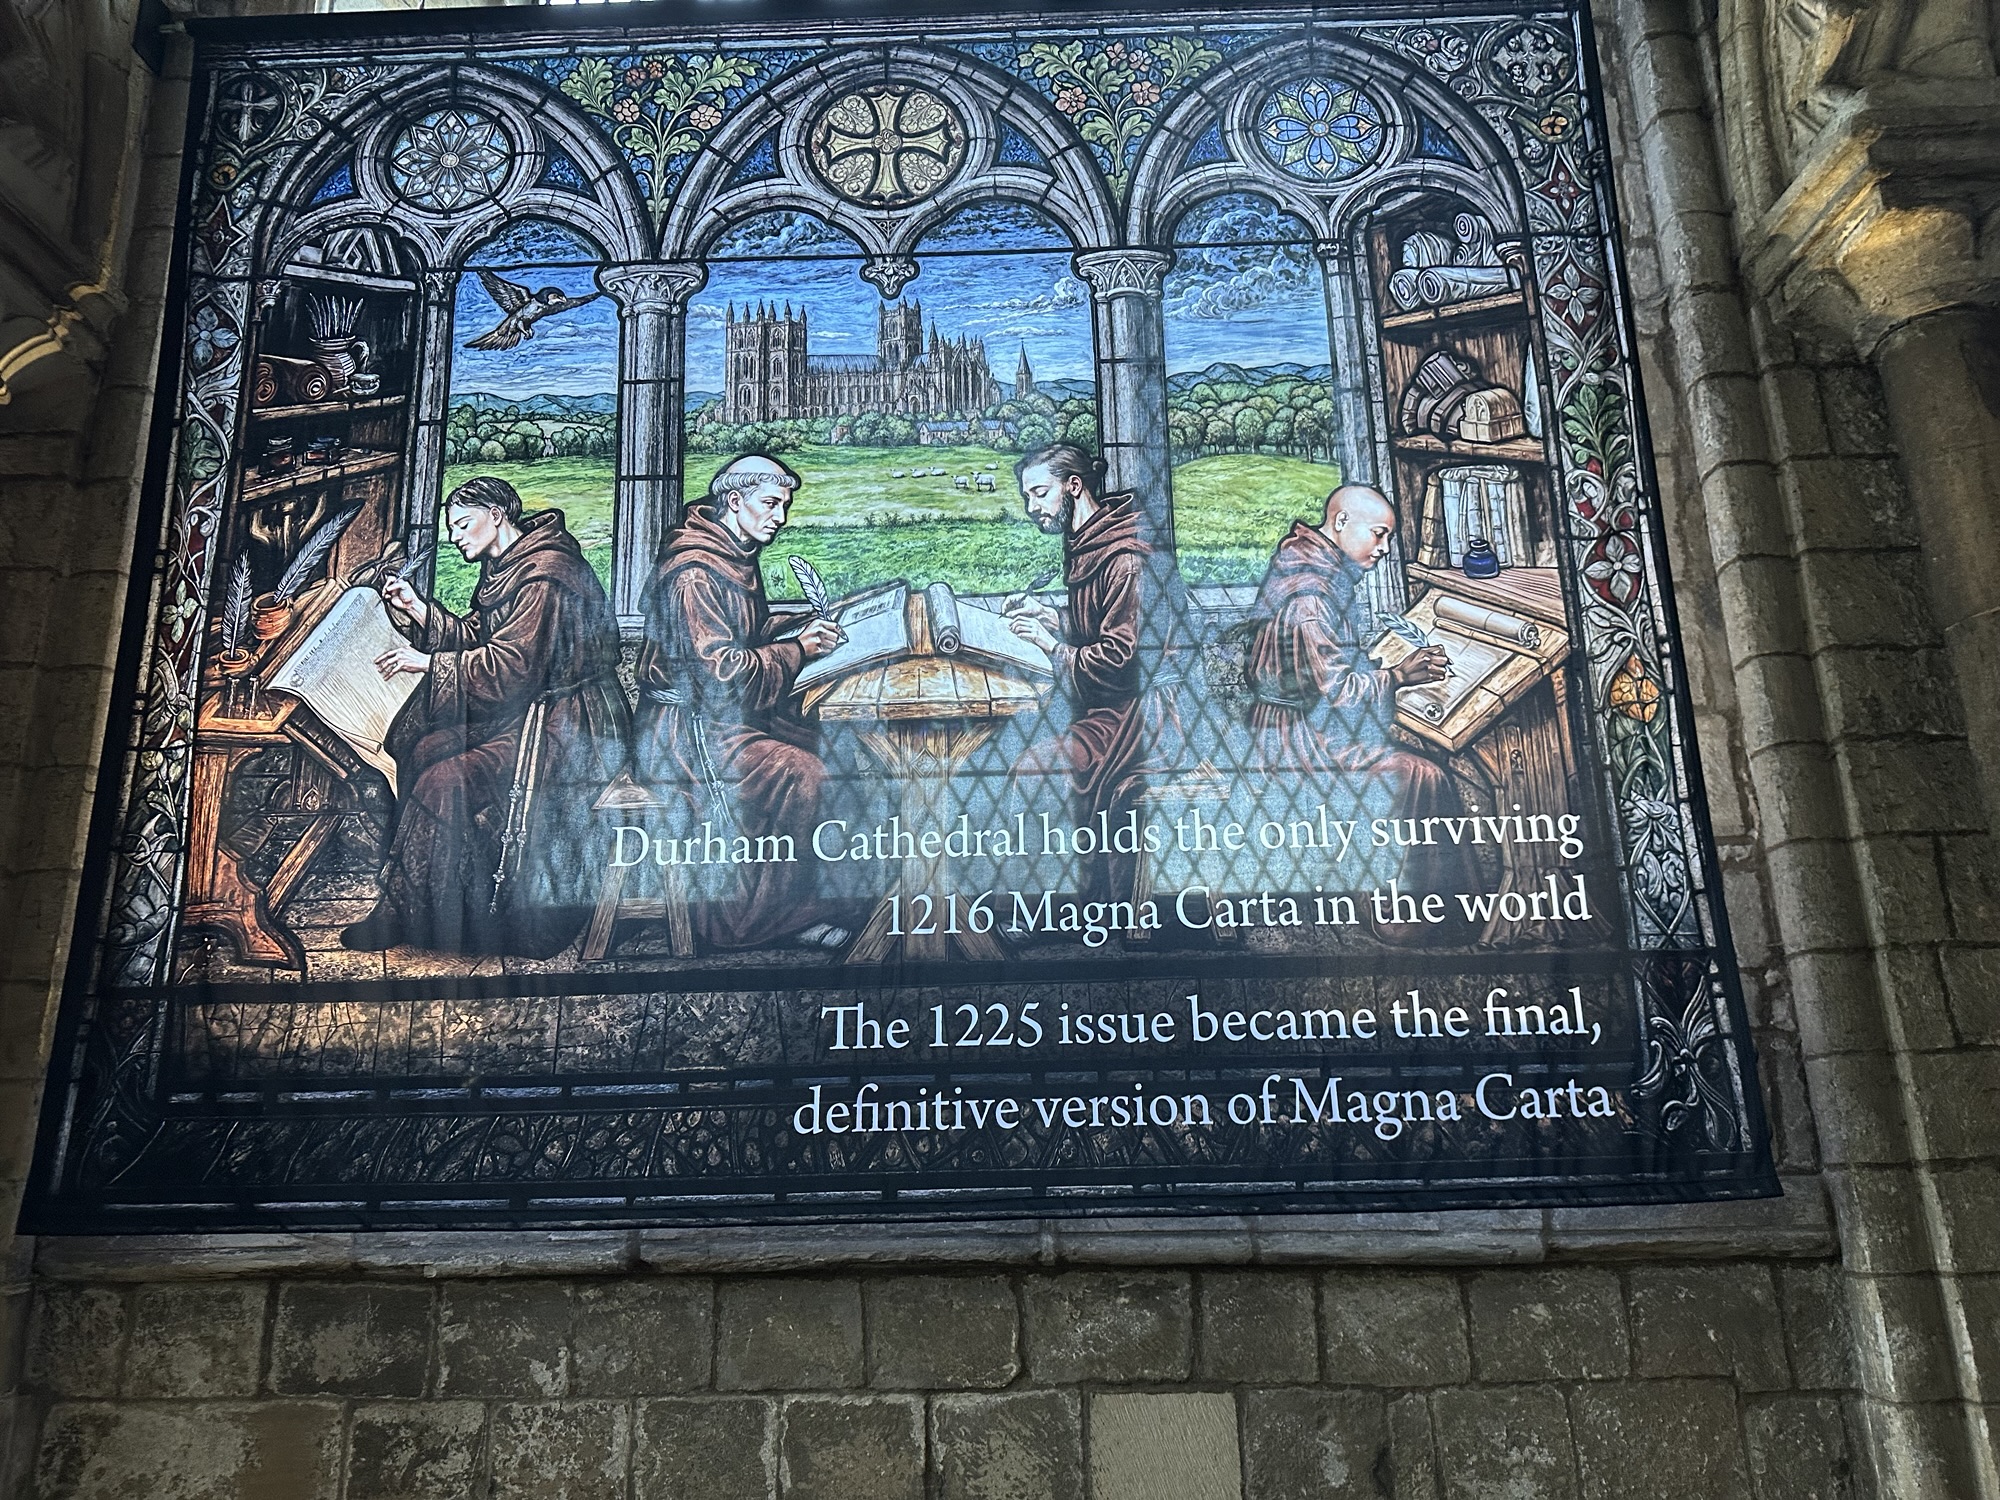 Durham Cathedral holds the only surviving
1216 Magna Carta in the world
The 1225 issue became the final,
definitive version of Magna Carta